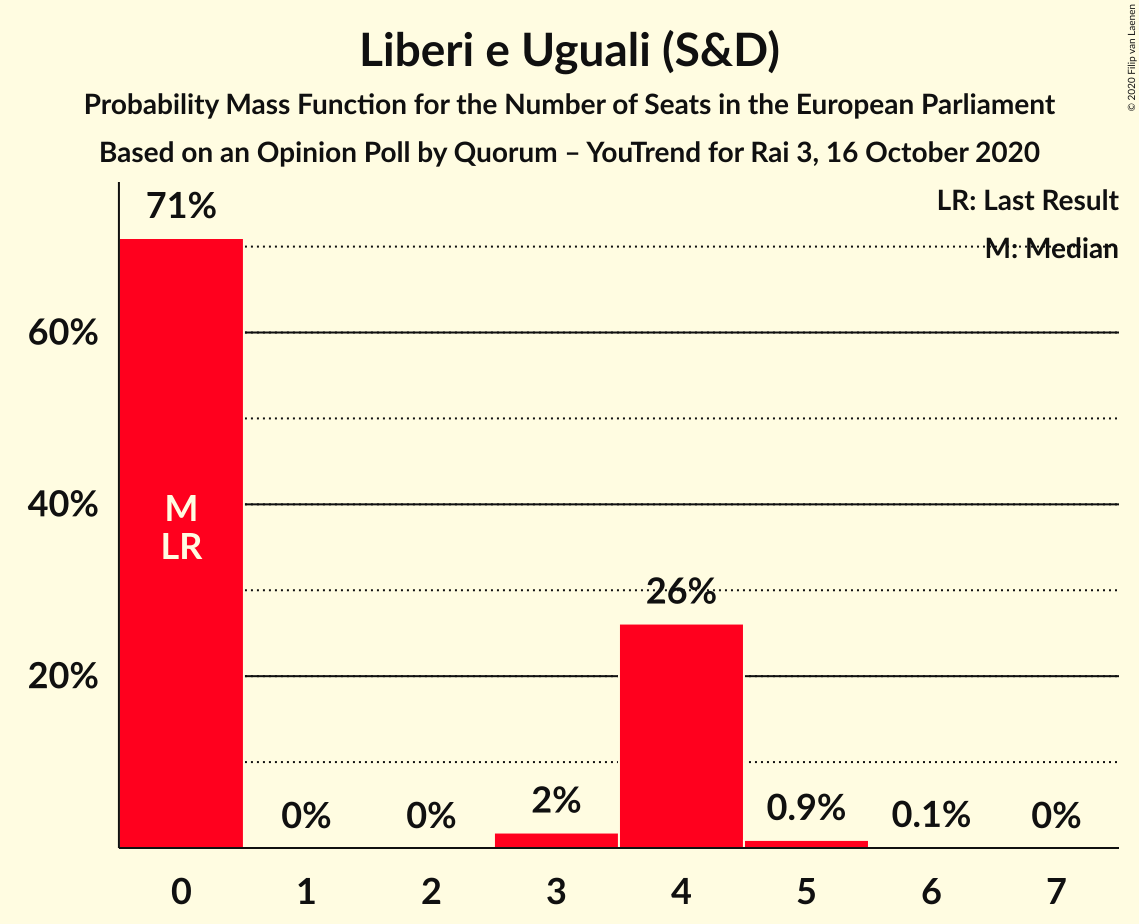 Liberi e Uguali (S&D)
Probability Mass Function for the Number of Seats in the European Parliament
Based on an Opinion Poll by Quorum – YouTrend for Rai 3, 16 October 2020
© 2020 Filip van Laenen
LR: Last Result
M: Median
71%
60%
40%
20%
M
LR
0%
0%
2%
26%
0.9%
0.1%
0%
0 1 2 3 4 5 6 7